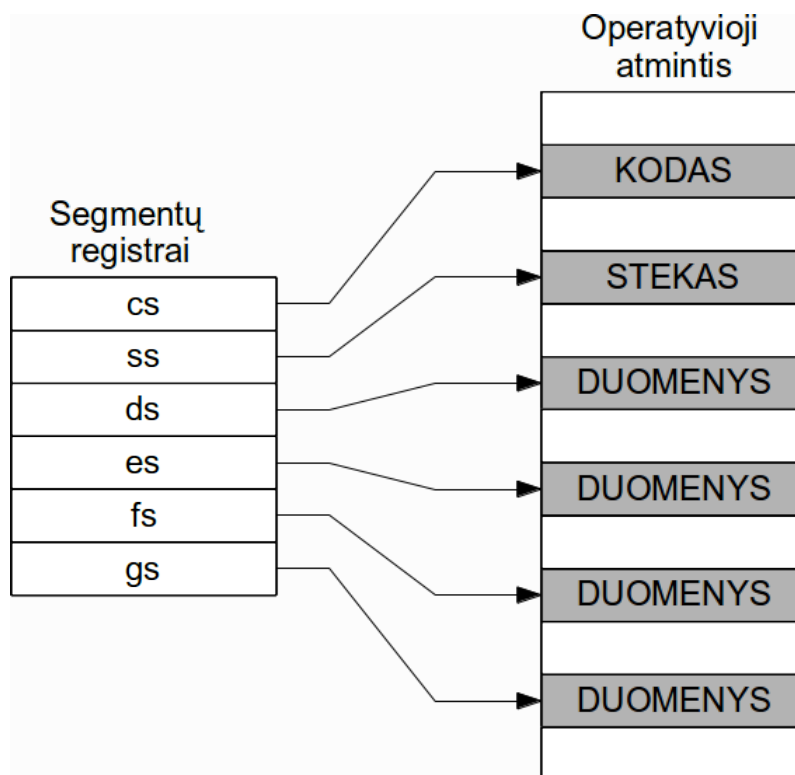 Operatyvioji
atmintis
KODAS
STEKAS
DUOMENYS
DUOMENYS
DUOMENYS
DUOMENYS
Segmentų
registrai
cs
ss
ds
es
fs
gs